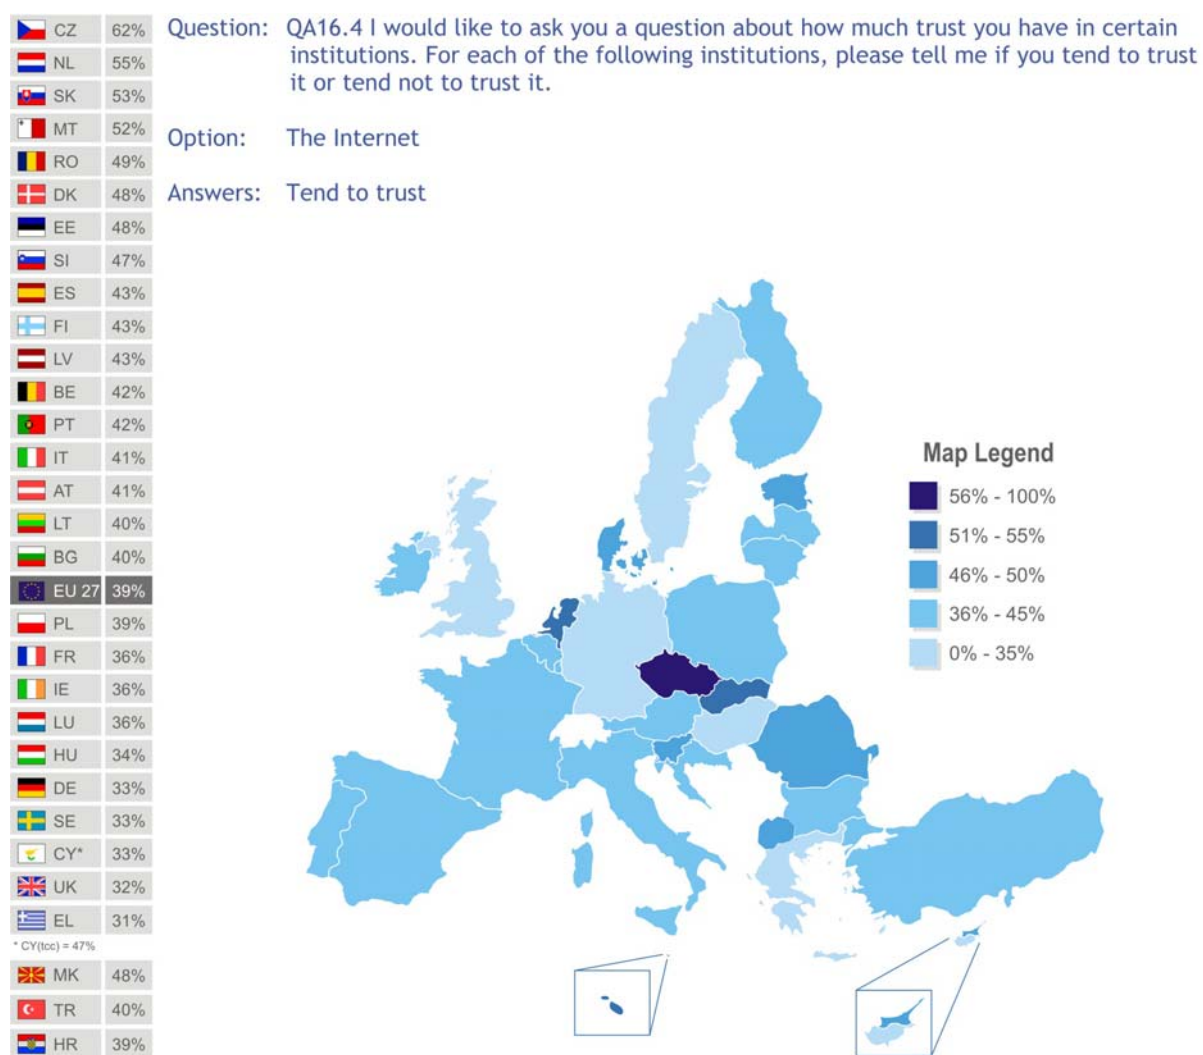 CZ 62%
NL 55%
SK 53%
MT 52%
RO 49%
DK 48%
EE 48%
SI 47%
ES 43%
FI 43%
LV 43%
BE 42%
PT 42%
IT 41%
AT 41%
LT 40%
BG 40%
EU 27 39%
PL 39%
FR 36%
IE 36%
LU 36%
HU 34%
DE 33%
SE 33%
CY* 33%
UK 32%
EL 31%
* CY(tcc) = 47%
MK 48%
TR 40%
HR 39%
Question: QA16.4 I would like to ask you a question about how much trust you have in certain
institutions. For each of the following institutions, please tell me if you tend to trust
it or tend not to trust it.
Option: The Internet
Answers: Tend to trust
Map Legend
56% - 100%
51% - 55%
46% - 50%
36% - 45%
0% - 35%